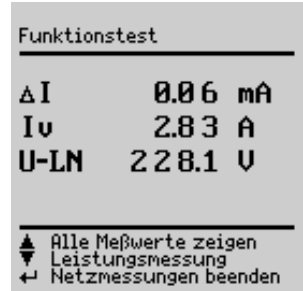 Funktionstest
ΔI 0.06 mA
Iv 2.83 A
U-LN 228.1 V
Alle Meßwerte zeigen
Leistungsmessung
↵ Netzmessungen beenden